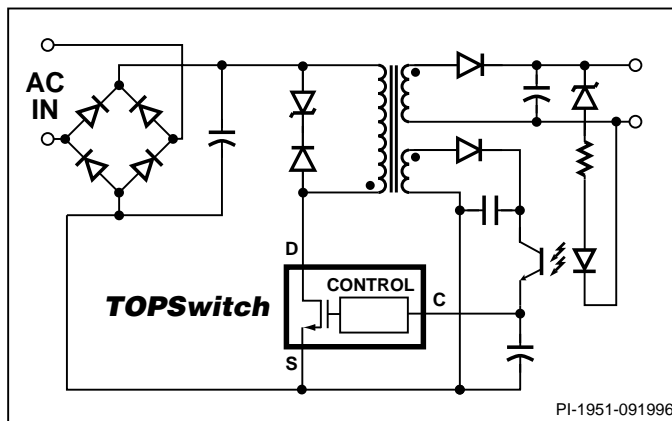 AC
IN
D
CONTROL
C
TOPSwitch
S
PI-1951-091996